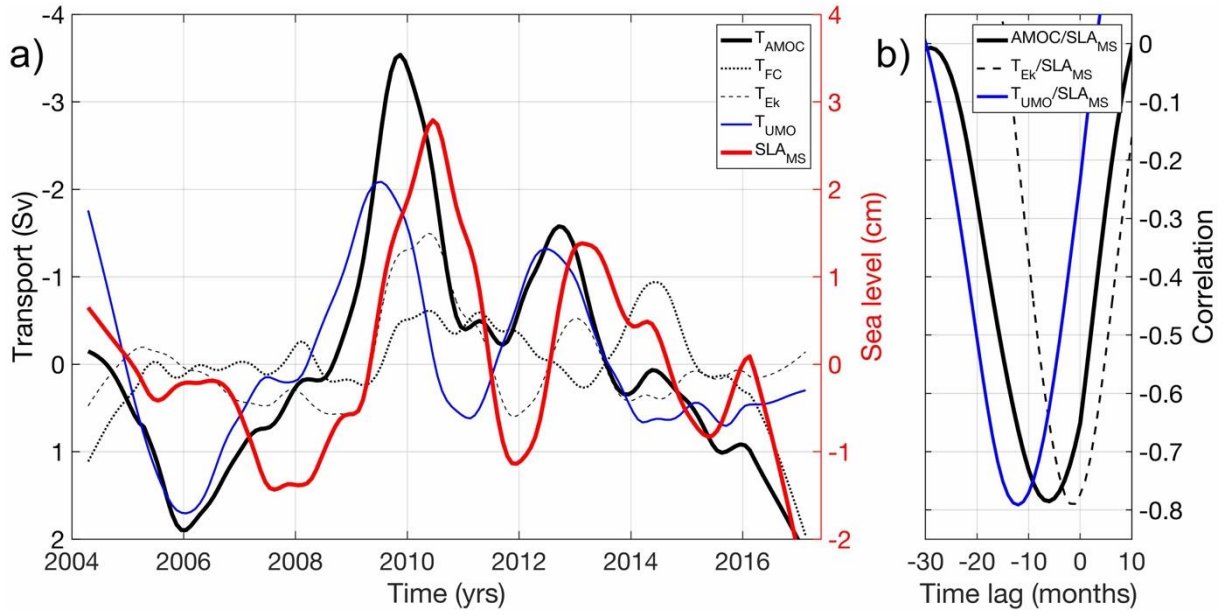 a)
Transport (Sv)
-4
-3
-2
-1
0
1
2
2004
2006
2008
2010
2012
2014
2016
Time (yrs)
4
3
2
1
0
-1
-2
Sea level (cm)
T_AMOC
T_FC
T_Ek
T_UMO
SLA_MS
b)
AMOC/SLA_MS
T_Ek/SLA_MS
T_UMO/SLA_MS
0
-0.1
-0.2
-0.3
-0.4
-0.5
-0.6
-0.7
-0.8
Correlation
-30
-20
-10
0
10
Time lag (months)